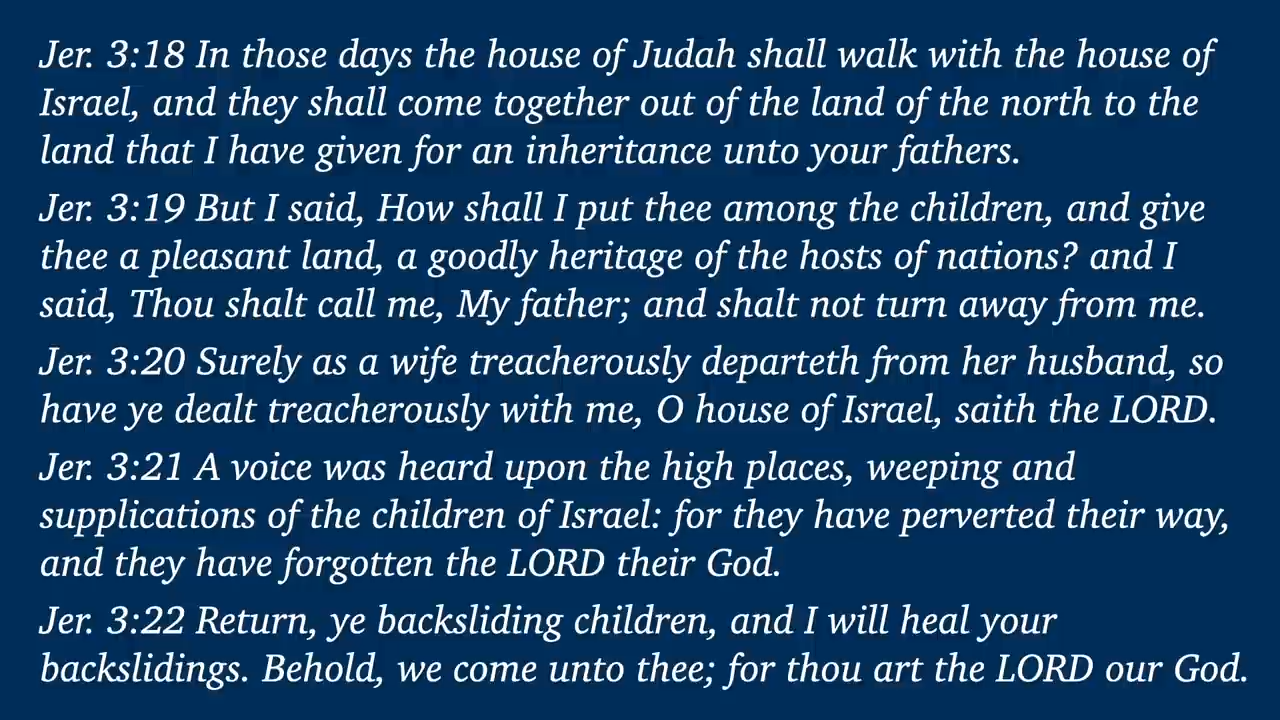 Jer. 3:18 In those days the house of Judah shall walk with the house of
Israel, and they shall come together out of the land of the north to the
land that I have given for an inheritance unto your fathers.
Jer. 3:19 But I said, How shall I put thee among the children, and give
thee a pleasant land, a goodly heritage of the hosts of nations? and I
said, Thou shalt call me, My father; and shalt not turn away from me.
Jer. 3:20 Surely as a wife treacherously departeth from her husband, so
have ye dealt treacherously with me, O house of Israel, saith the LORD.
Jer. 3:21 A voice was heard upon the high places, weeping and
supplications of the children of Israel: for they have perverted their way,
and they have forgotten the LORD their God.
Jer. 3:22 Return, ye backsliding children, and I will heal your
backslidings. Behold, we come unto thee; for thou art the LORD our God.